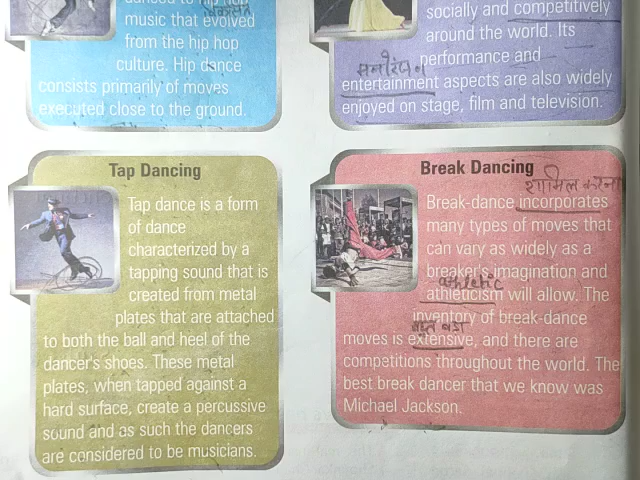 danced to hip hop
music that evolved
from the hip hop
culture. Hip dance
consists primarily of moves
executed close to the ground.
socially and competitively
around the world. Its
performance and
मनोरंजन
entertainment aspects are also widely
enjoyed on stage, film and television.
Tap Dancing
Tap dance is a form
of dance
characterized by a
tapping sound that is
created from metal
plates that are attached
to both the ball and heel of the
dancer's shoes. These metal
plates, when tapped against a
hard surface, create a percussive
sound and as such the dancers
are considered to be musicians.
Break Dancing
शामिल करना
Break-dance incorporates
many types of moves that
can vary as widely as a
breaker's imagination and
athletic
athleticism will allow. The
inventory of break-dance
बहुत बड़ा
moves is extensive, and there are
competitions throughout the world. The
best break dancer that we know was
Michael Jackson.